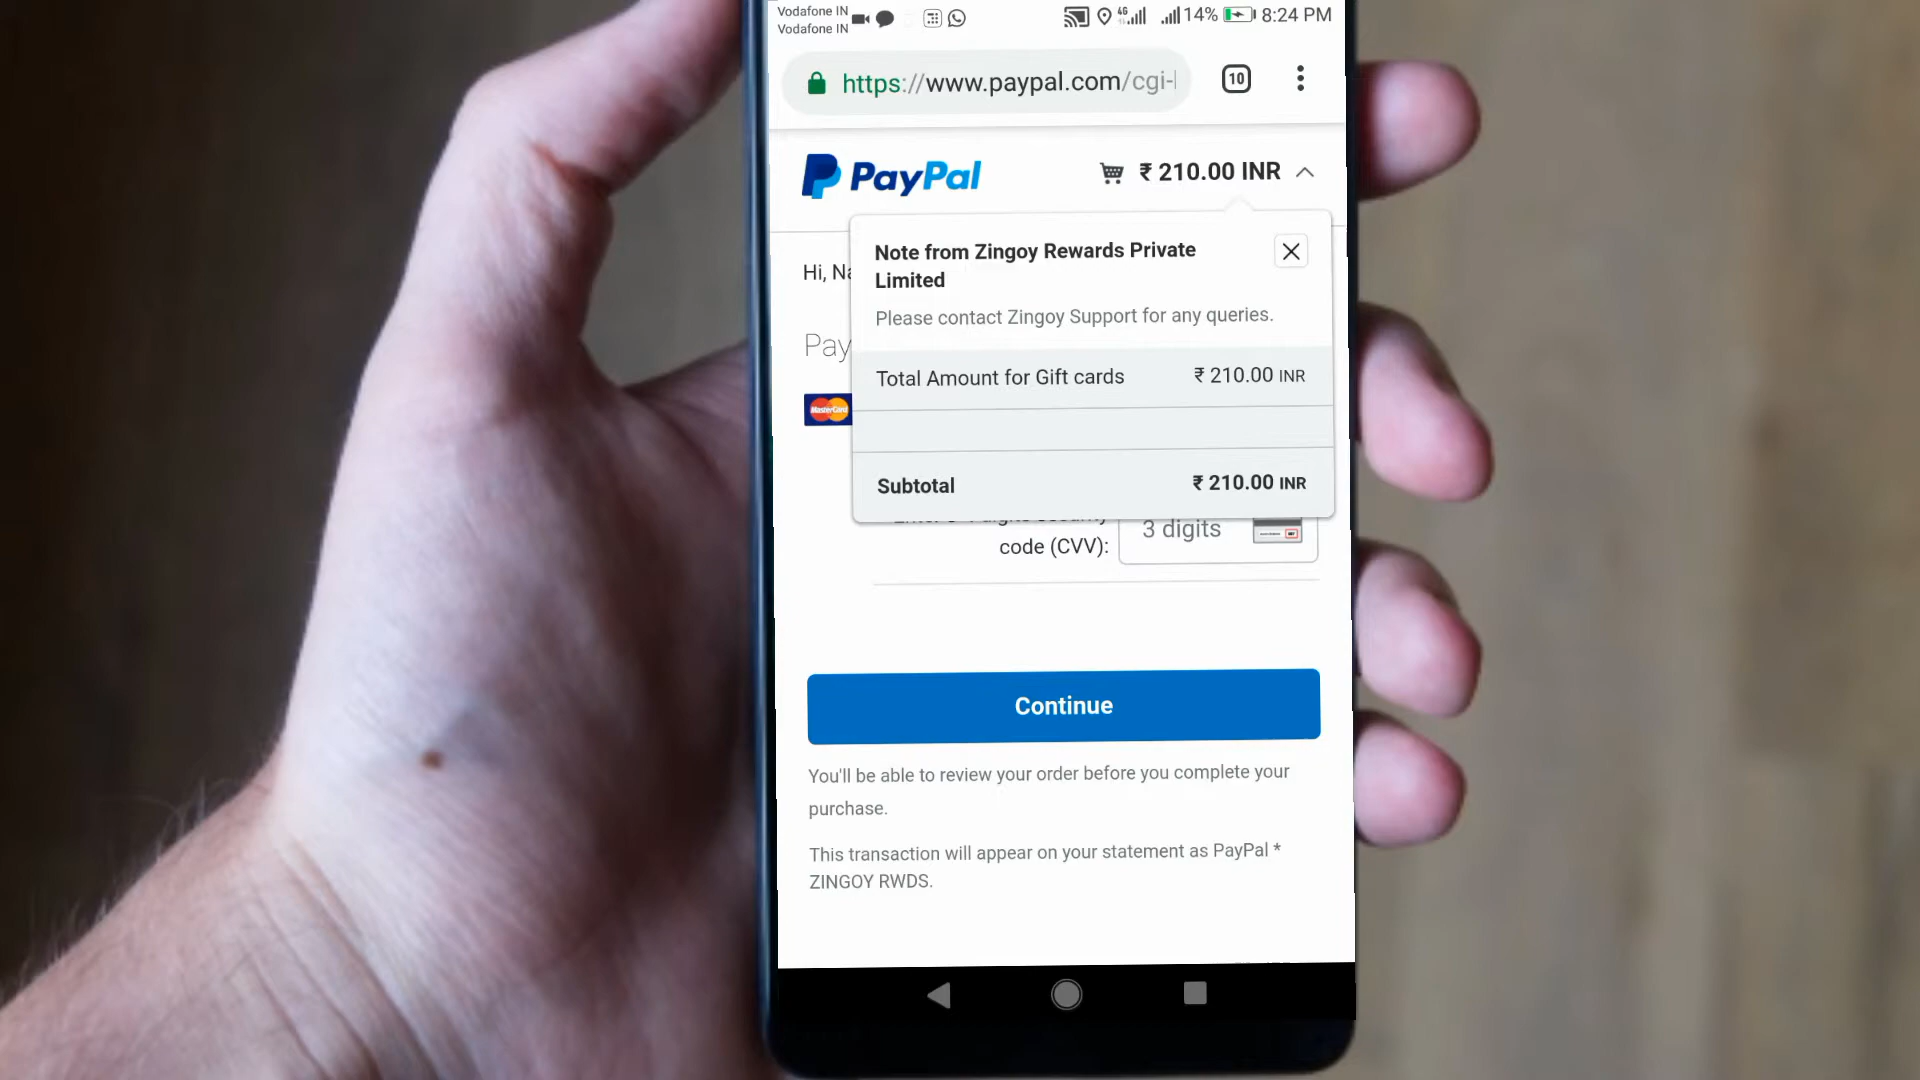 Vodafone IN
Vodafone IN
14% 8:24 PM
https://www.paypal.com/cgi-
10
PayPal
₹ 210.00 INR
Note from Zingoy Rewards Private
Limited
Hi,
Please contact Zingoy Support for any queries.
Pay
Total Amount for Gift cards ₹ 210.00 INR
MasterCard
Subtotal ₹ 210.00 INR
code (CVV): 3 digits
Continue
You'll be able to review your order before you complete your
purchase.
This transaction will appear on your statement as PayPal *
ZINGOY RWDS.